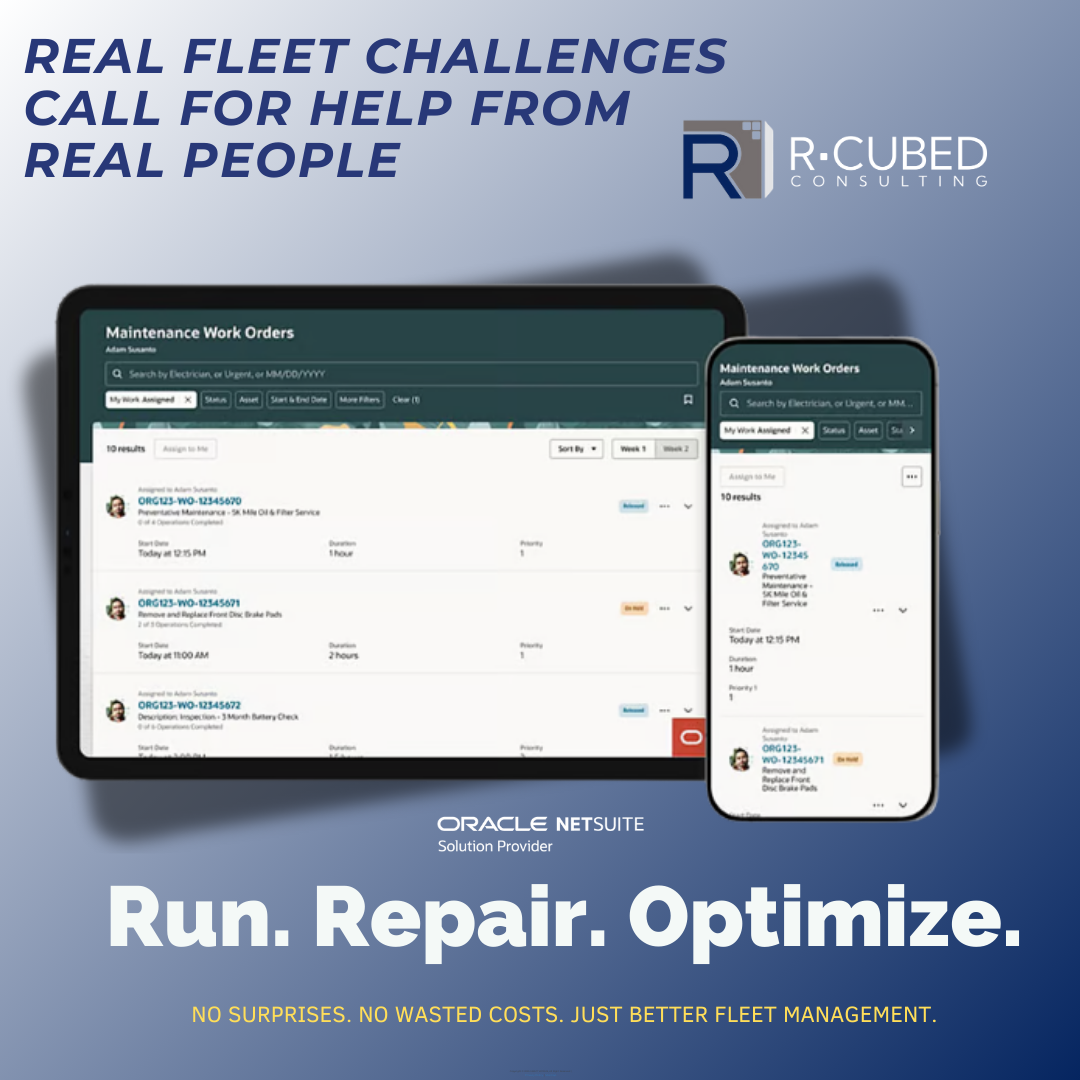 REAL FLEET CHALLENGES
CALL FOR HELP FROM
REAL PEOPLE
R·CUBED
CONSULTING
Maintenance Work Orders
Adam Susanto
Search by Electrician, or Urgent, or MM/DD/YYYY
My Work Assigned X Status Asset Start & End Date More Filters Clear (1)
10 results Assign to Me Sort By Week 1 Week 2
Assigned to Adam Susanto
ORG123-WO-12345670
Preventative Maintenance - 5K Mile Oil & Filter Service
Released
0 of 4 Operations Completed
Start Date Duration Priority
Today at 12:15 PM 1 hour 1
Assigned to Adam Susanto
ORG123-WO-12345671
Remove and Replace Front Disc Brake Pads
On Hold
2 of 3 Operations Completed
Start Date Duration Priority
Today at 11:00 AM 2 hours 1
Assigned to Adam Susanto
ORG123-WO-12345672
Description: Inspection - 3 Month Battery Check
Released
0 of 6 Operations Completed
Start Date Duration Priority
Maintenance Work Orders
Adam Susanto
Search by Electrician, or Urgent, or MM...
My Work Assigned X Status Asset
Assign to Me
10 results
Assigned to Adam
Susanto
ORG123-
WO-12345
670
Released
Preventative
Maintenance -
5K Mile Oil &
Filter Service
Start Date
Today at 12:15 PM
Duration
1 hour
Priority 1
1
Assigned to Adam
Susanto
ORG123-
WO-12345671
On Hold
Remove and
Replace Front
Disc Brake Pads
Start Date
ORACLE NETSUITE
Solution Provider
Run. Repair. Optimize.
NO SURPRISES. NO WASTED COSTS. JUST BETTER FLEET MANAGEMENT.